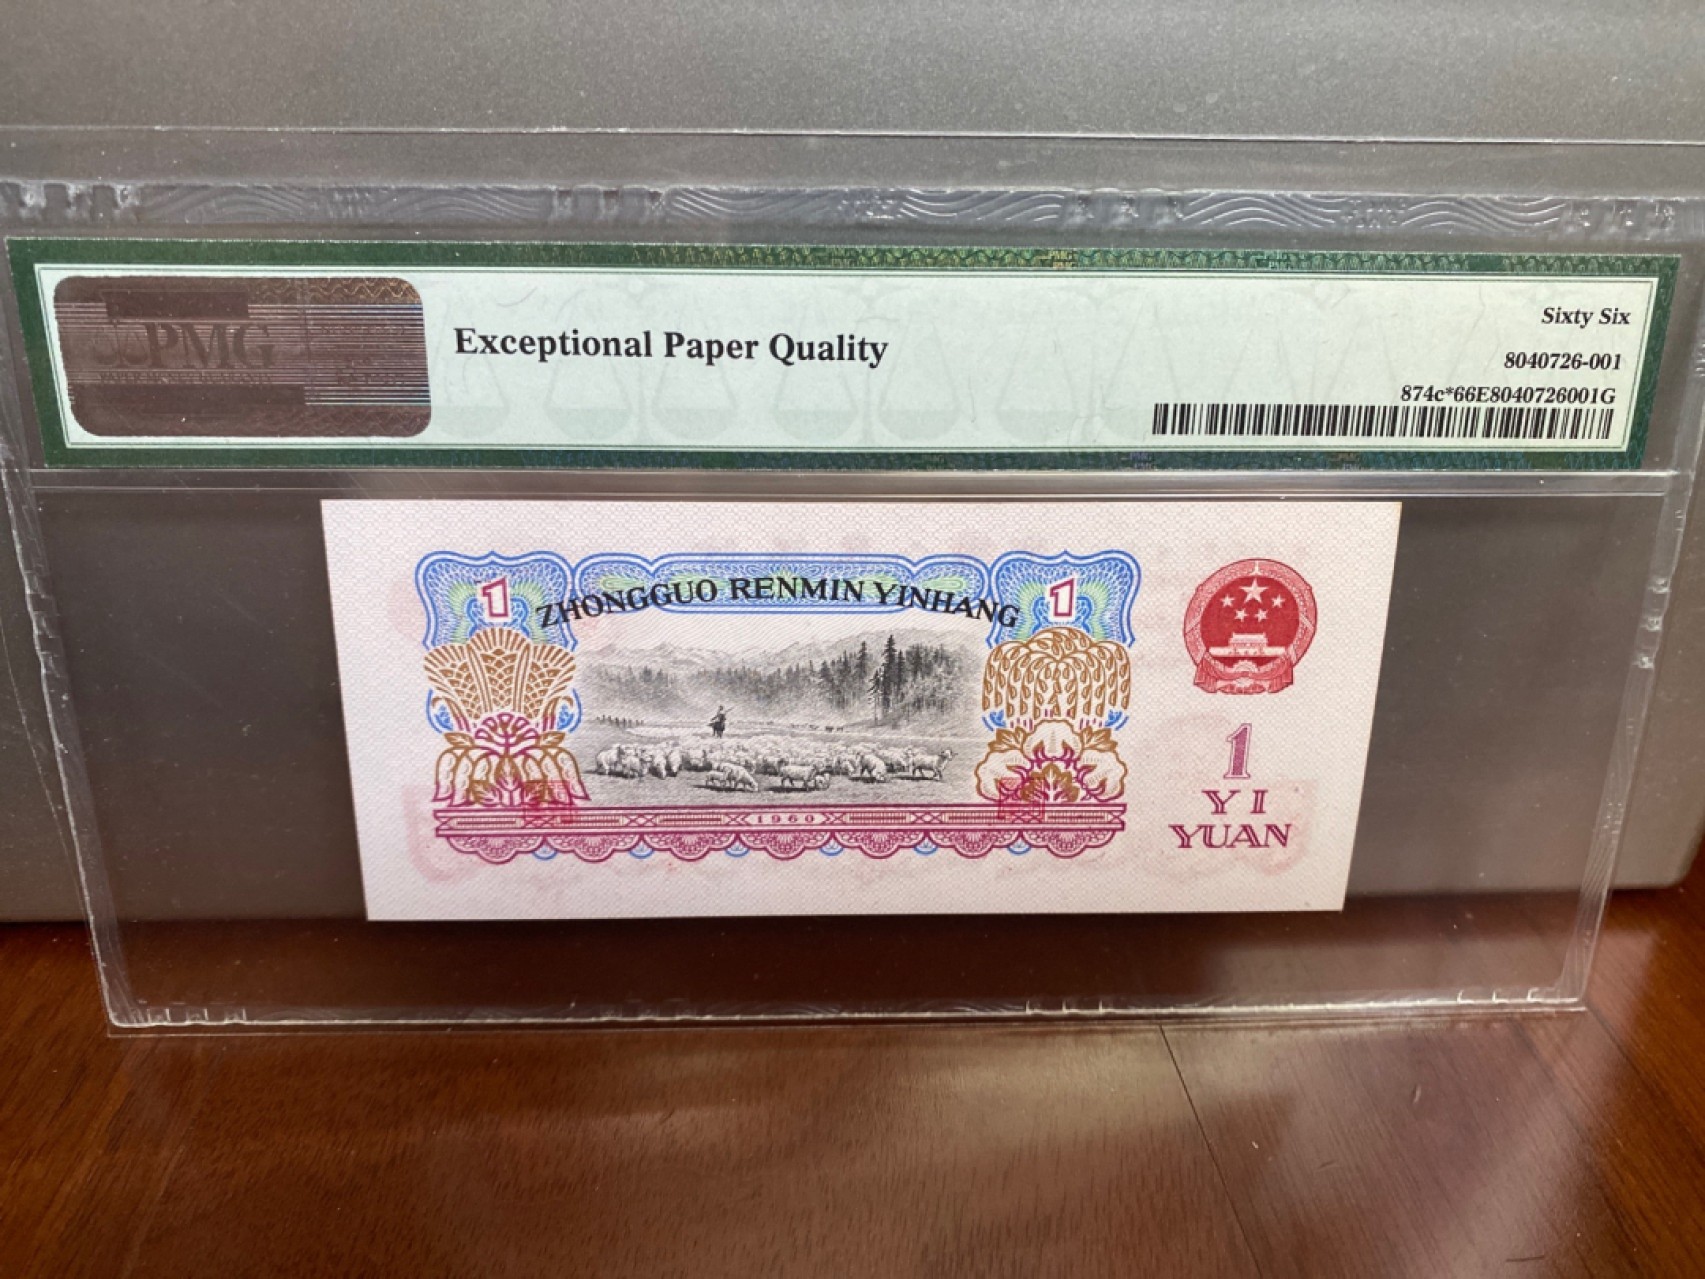 PMG
Exceptional Paper Quality
Sixty Six
8040726-001
874c*66E8040726001G
1 ZHONGGUO RENMIN YINHANG 1
1960
1
YI
YUAN